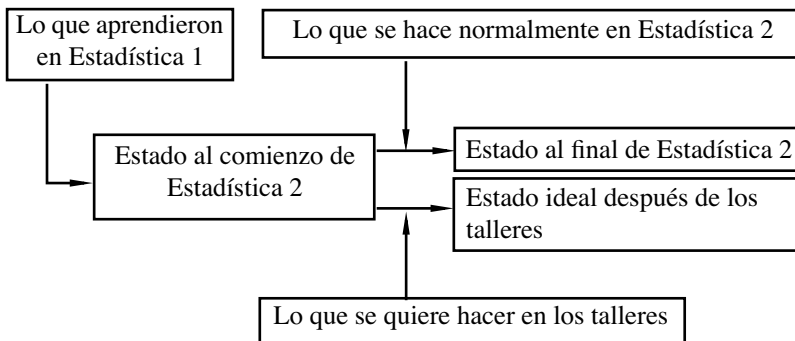 Lo que aprendieron
en Estadística 1
Lo que se hace normalmente en Estadística 2
Estado al comienzo de
Estadística 2
Estado al final de Estadística 2
Estado ideal después de los
talleres
Lo que se quiere hacer en los talleres